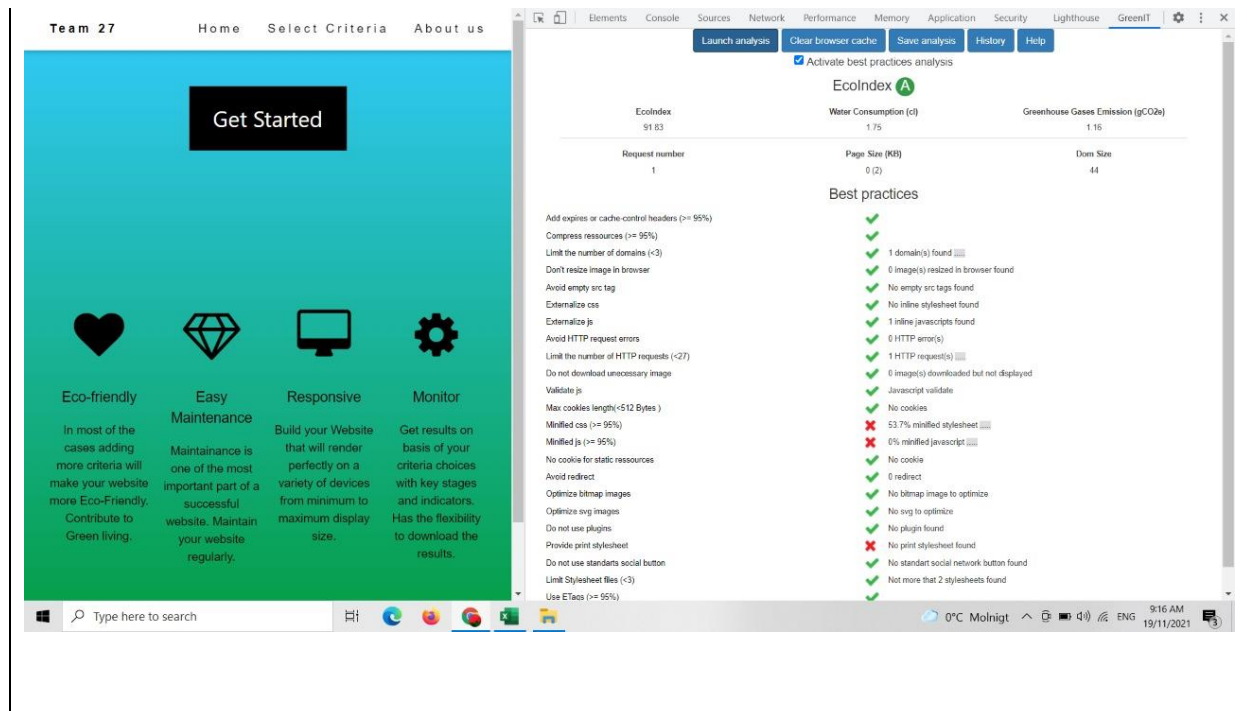 Team 27 Home Select Criteria About us
Get Started
Eco-friendly
In most of the
cases adding
more criteria will
make your website
more Eco-Friendly.
Contribute to
Green living.
Easy
Maintenance
Maintainance is
one of the most
important part of a
successful
website. Maintain
your website
regularly.
Responsive
Build your Website
that will render
perfectly on a
variety of devices
from minimum to
maximum display
size.
Monitor
Get results on
basis of your
criteria choices
with key stages
and indicators.
Has the flexibility
to download the
results.
Elements Console Sources Network Performance Memory Application Security Lighthouse GreenIT
Launch analysis Clear browser cache Save analysis History Help
Activate best practices analysis
EcoIndex A
EcoIndex Water Consumption (cl) Greenhouse Gases Emission (gCO2e)
91.83 1.75 1.16
Request number Page Size (KB) Dom Size
1 0 (2) 44
Best practices
Add expires or cache-control headers (>= 95%)
Compress ressources (>= 95%)
Limit the number of domains (<3) 1 domain(s) found
Don't resize image in browser 0 image(s) resized in browser found
Avoid empty src tag No empty src tags found
Externalize css No inline stylesheet found
Externalize js 1 inline javascripts found
Avoid HTTP request errors 0 HTTP error(s)
Limit the number of HTTP requests (<27) 1 HTTP request(s)
Do not download unecessary image 0 image(s) downloaded but not displayed
Validate js Javascript validate
Max cookies length(<512 Bytes ) No cookies
Minified css (>= 95%) 53.7% minified stylesheet
Minified js (>= 95%) 0% minified javascript
No cookie for static ressources No cookie
Avoid redirect 0 redirect
Optimize bitmap images No bitmap image to optimize
Optimize svg images No svg to optimize
Do not use plugins No plugin found
Provide print stylesheet No print stylesheet found
Do not use standarts social button No standart social network button found
Limit Stylesheet files (<3) Not more that 2 stylesheets found
Use ETags (>= 95%)
Type here to search 0°C Molnigt ENG 9:16 AM
19/11/2021 3